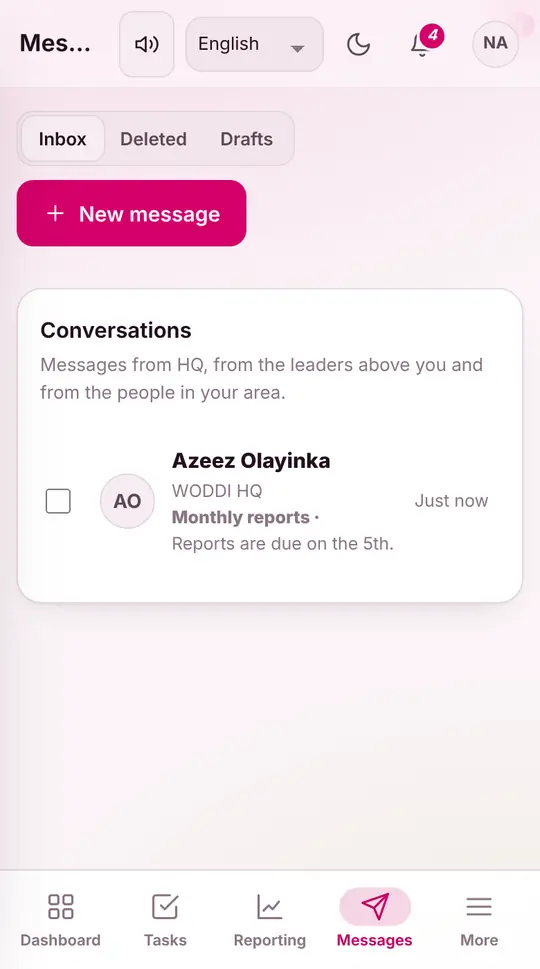 Mes...
English
4
NA
Inbox
Deleted
Drafts
New message
Conversations
Messages from HQ, from the leaders above you and
from the people in your area.
Azeez Olayinka
AO
WODDI HQ
Just now
Monthly reports ·
Reports are due on the 5th.
Dashboard
Tasks
Reporting
Messages
More